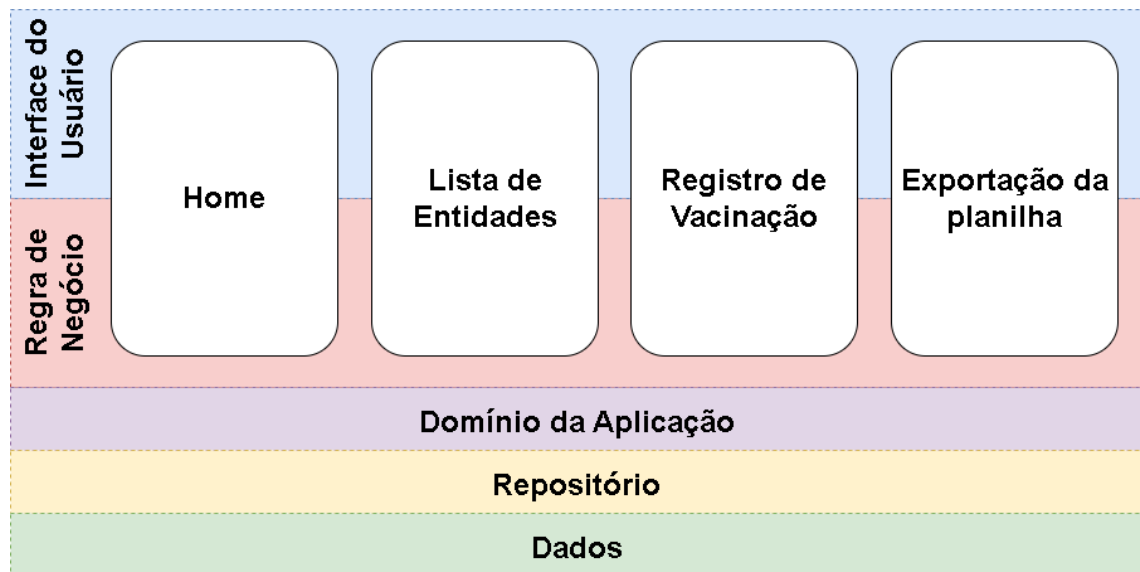 Interface do
Usuário
Home
Lista de
Entidades
Registro de
Vacinação
Exportação da
planilha
Regra de
Negócio
Domínio da Aplicação
Repositório
Dados